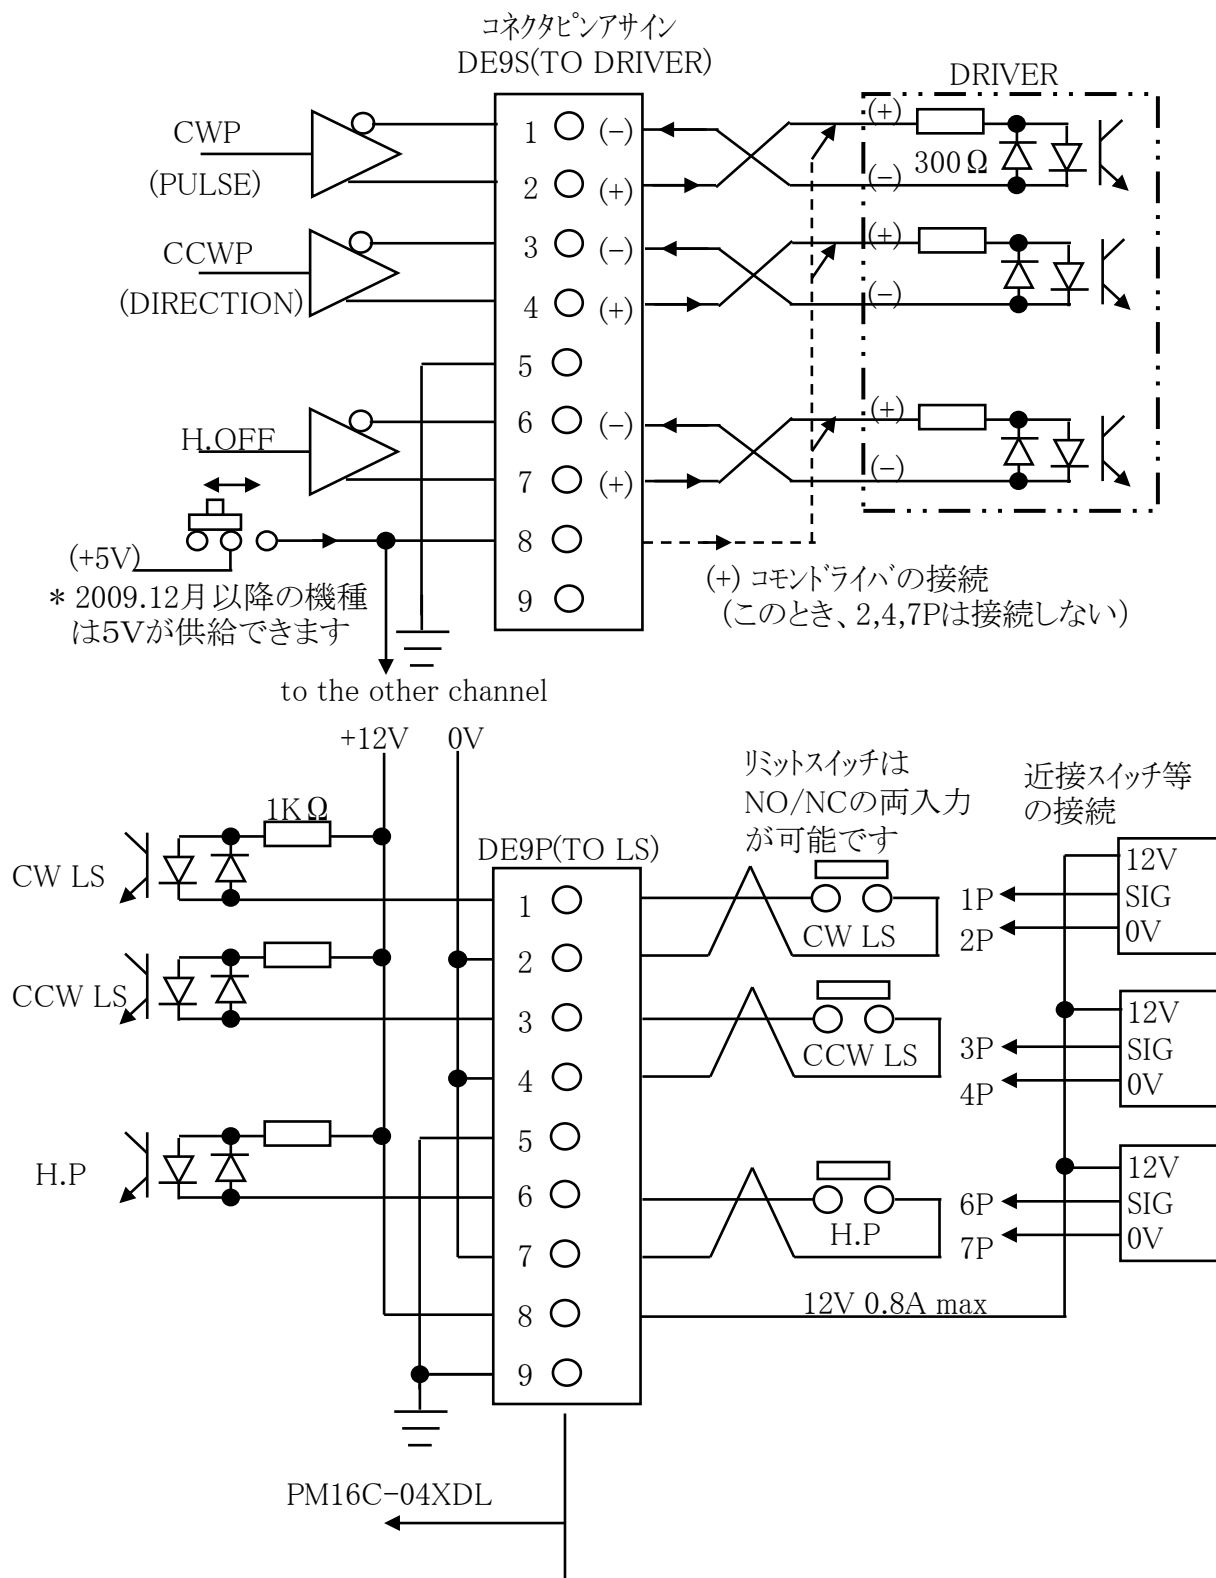 コネクタピンアサイン
DE9S(TO DRIVER)
DRIVER
CWP
(PULSE)
1 (−)
2 (+)
(+)
300Ω
(−)
CCWP
(DIRECTION)
3 (−)
4 (+)
(+)
(−)
5
H.OFF
6 (−)
7 (+)
(+)
(−)
(+5V)
8
9
* 2009.12月以降の機種
は5Vが供給できます
(+) コモンドライバの接続
(このとき、2,4,7Pは接続しない)
to the other channel
+12V 0V
リミットスイッチは
NO/NCの両入力
が可能です
近接スイッチ等
の接続
1KΩ
DE9P(TO LS)
CW LS
1
2
CW LS
1P
2P
12V
SIG
0V
CCW LS
3
4
CCW LS
3P
4P
12V
SIG
0V
5
H.P
6
7
H.P
6P
7P
12V
SIG
0V
8
12V 0.8A max
9
PM16C-04XDL